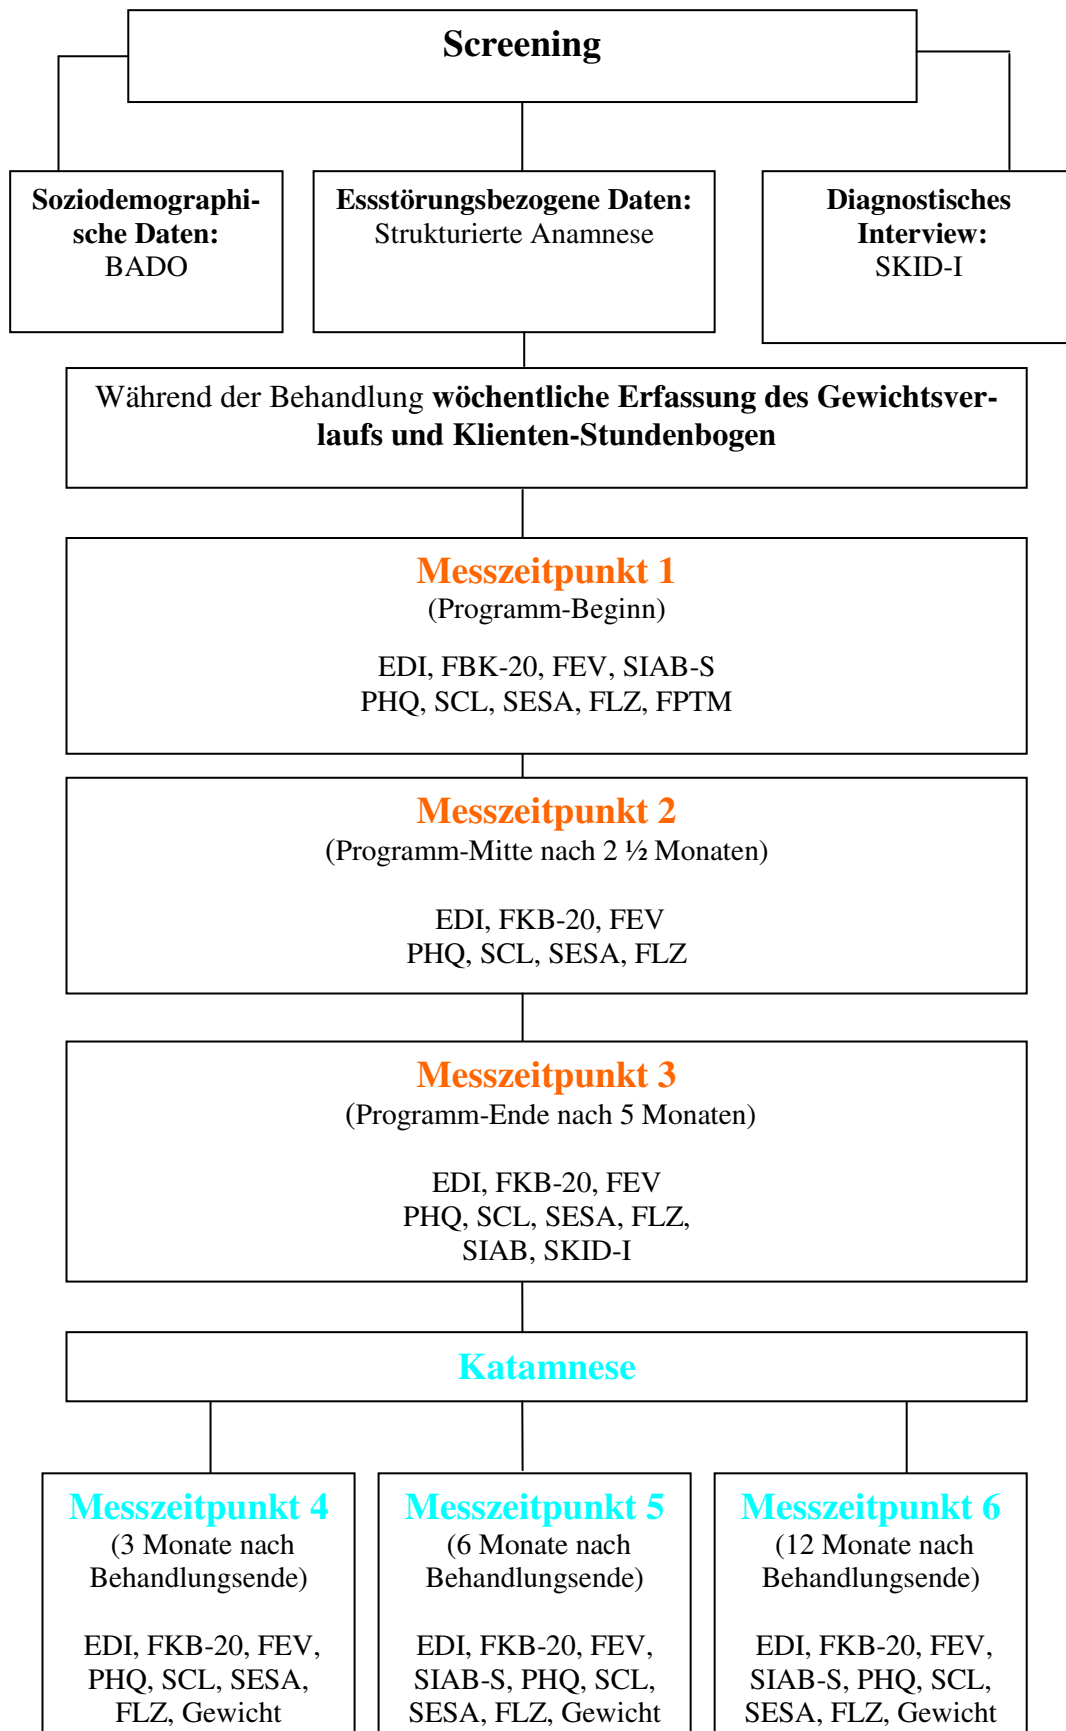 Screening
Soziodemographi-
sche Daten:
BADO
Essstörungsbezogene Daten:
Strukturierte Anamnese
Diagnostisches
Interview:
SKID-I
Während der Behandlung wöchentliche Erfassung des Gewichtsver-
laufs und Klienten-Stundenbogen
Messzeitpunkt 1
(Programm-Beginn)
EDI, FBK-20, FEV, SIAB-S
PHQ, SCL, SESA, FLZ, FPTM
Messzeitpunkt 2
(Programm-Mitte nach 2 ½ Monaten)
EDI, FKB-20, FEV
PHQ, SCL, SESA, FLZ
Messzeitpunkt 3
(Programm-Ende nach 5 Monaten)
EDI, FKB-20, FEV
PHQ, SCL, SESA, FLZ,
SIAB, SKID-I
Katamnese
Messzeitpunkt 4
(3 Monate nach
Behandlungsende)
EDI, FKB-20, FEV,
PHQ, SCL, SESA,
FLZ, Gewicht
Messzeitpunkt 5
(6 Monate nach
Behandlungsende)
EDI, FKB-20, FEV,
SIAB-S, PHQ, SCL,
SESA, FLZ, Gewicht
Messzeitpunkt 6
(12 Monate nach
Behandlungsende)
EDI, FKB-20, FEV,
SIAB-S, PHQ, SCL,
SESA, FLZ, Gewicht